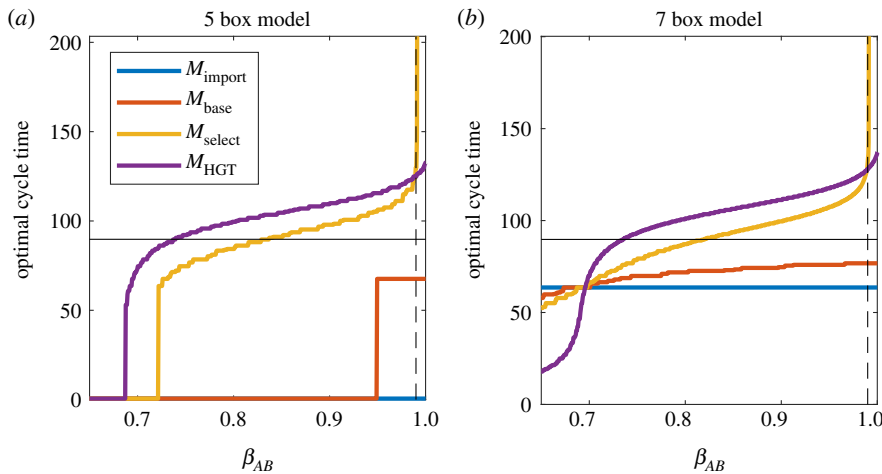 (a) 5 box model
200
150
100
50
0
optimal cycle time
M_import
M_base
M_select
M_HGT
0.7 0.8 0.9 1.0
β_AB
(b) 7 box model
200
150
100
50
0
optimal cycle time
0.7 0.8 0.9 1.0
β_AB